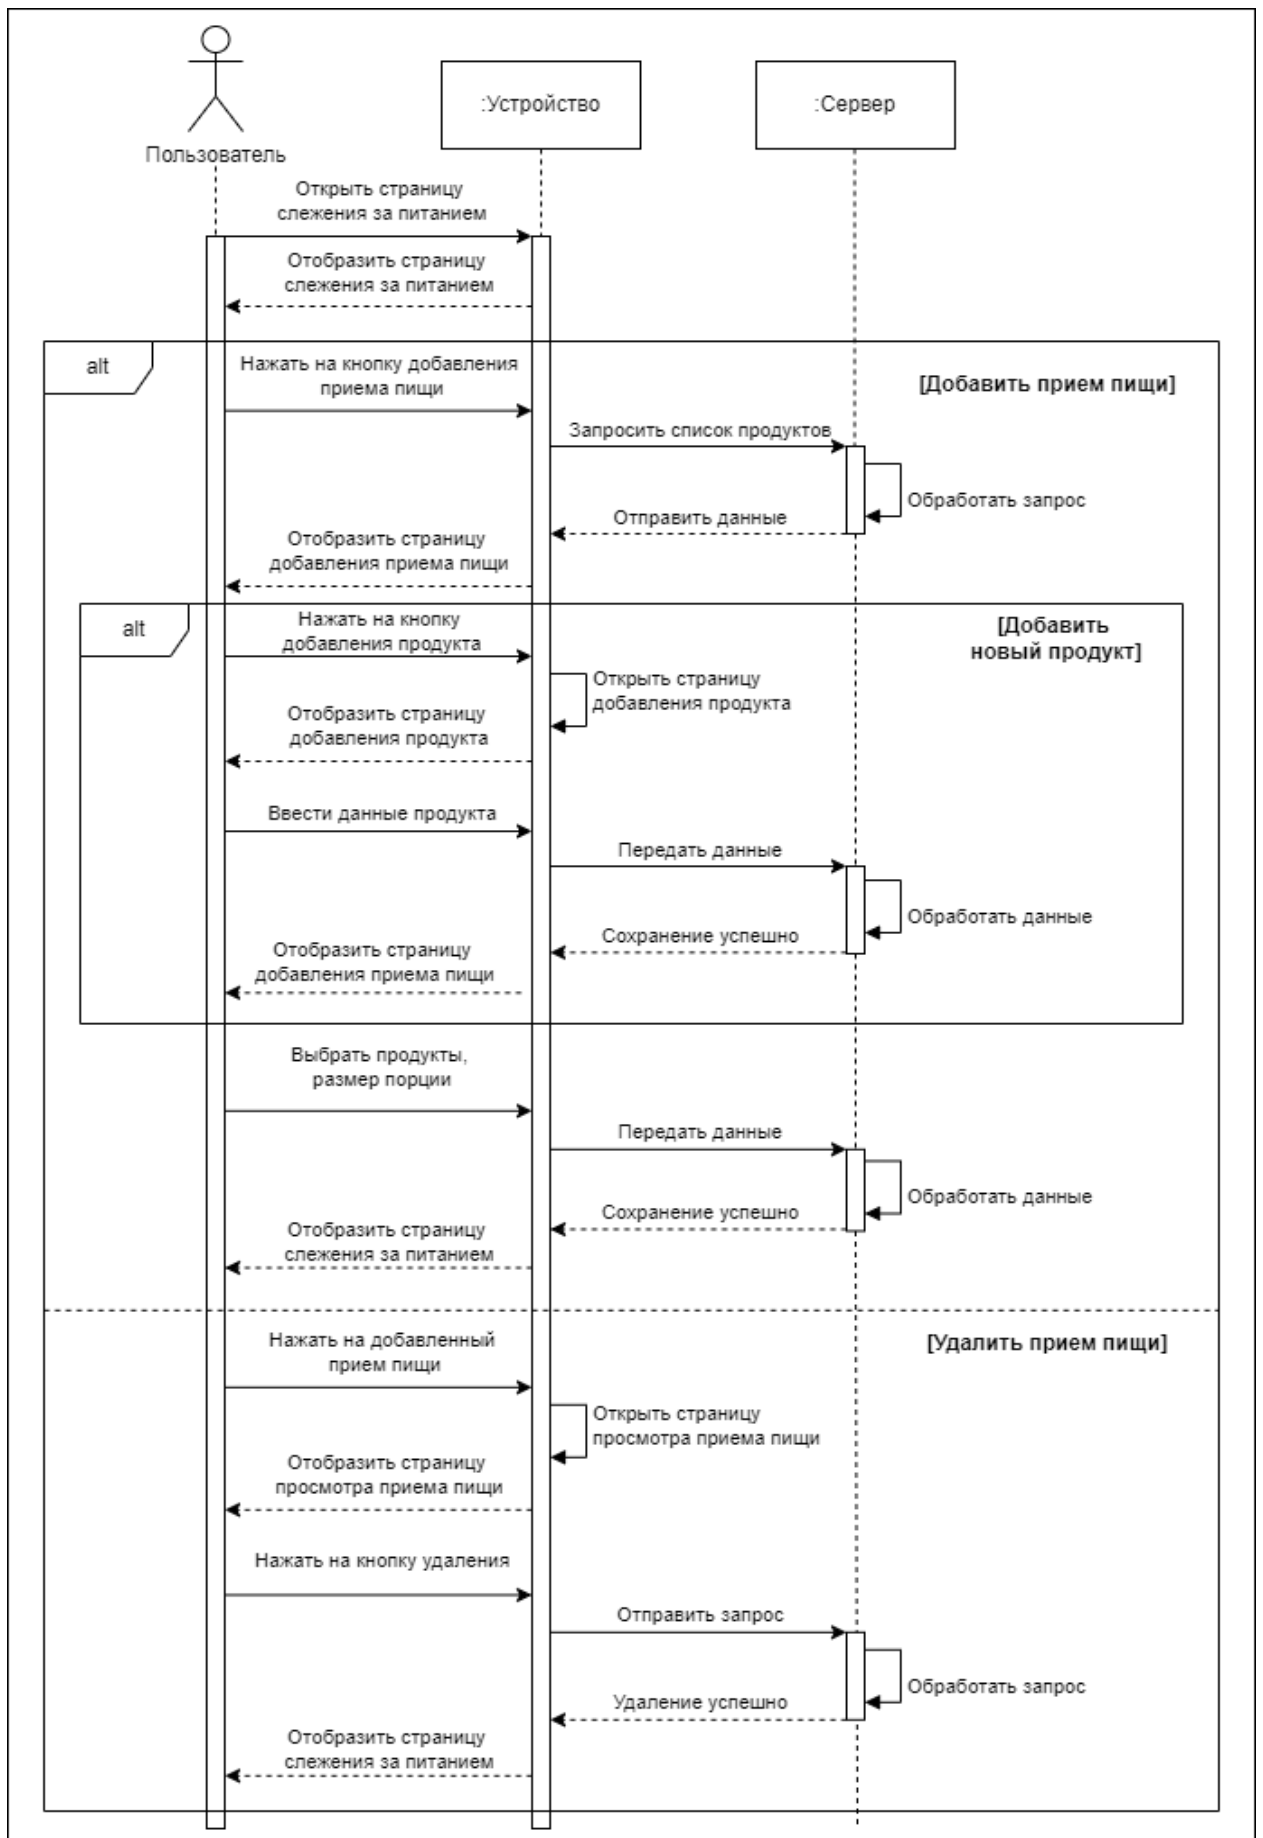 :Устройство
:Сервер
Пользователь
Открыть страницу
слежения за питанием
Отобразить страницу
слежения за питанием
alt
Нажать на кнопку добавления
приема пищи
[Добавить прием пищи]
Запросить список продуктов
Обработать запрос
Отправить данные
Отобразить страницу
добавления приема пищи
alt
Нажать на кнопку
добавления продукта
[Добавить
новый продукт]
Открыть страницу
добавления продукта
Отобразить страницу
добавления продукта
Ввести данные продукта
Передать данные
Обработать данные
Сохранение успешно
Отобразить страницу
добавления приема пищи
Выбрать продукты,
размер порции
Передать данные
Обработать данные
Сохранение успешно
Отобразить страницу
слежения за питанием
Нажать на добавленный
прием пищи
[Удалить прием пищи]
Открыть страницу
просмотра приема пищи
Отобразить страницу
просмотра приема пищи
Нажать на кнопку удаления
Отправить запрос
Обработать запрос
Удаление успешно
Отобразить страницу
слежения за питанием